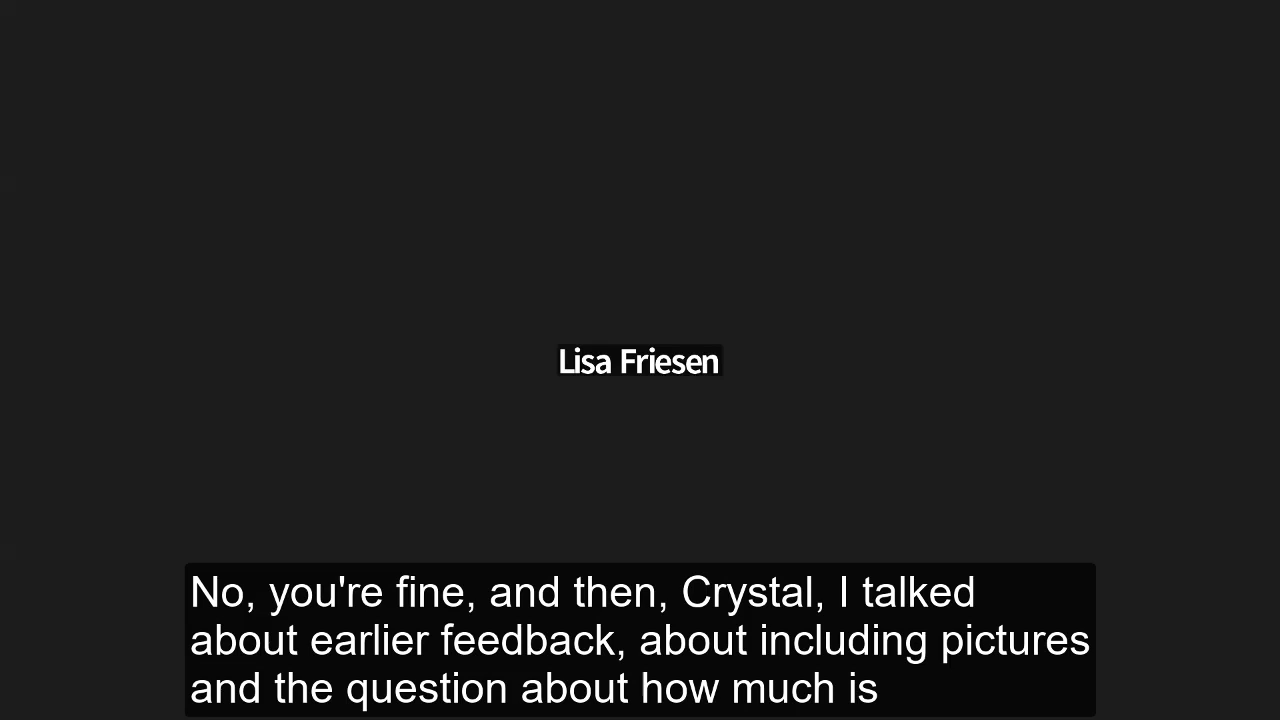 Lisa Friesen
No, you're fine, and then, Crystal, I talked
about earlier feedback, about including pictures
and the question about how much is